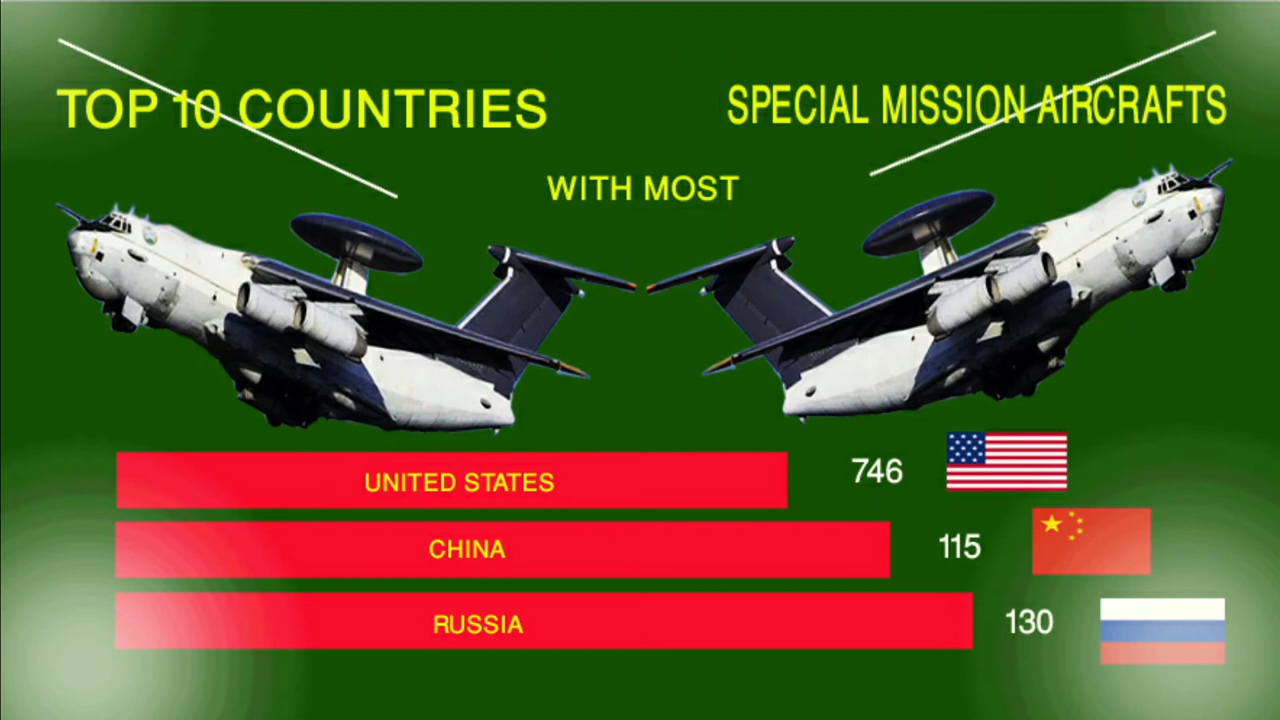 TOP 10 COUNTRIES
SPECIAL MISSION AIRCRAFTS
WITH MOST
UNITED STATES 746
CHINA 115
RUSSIA 130